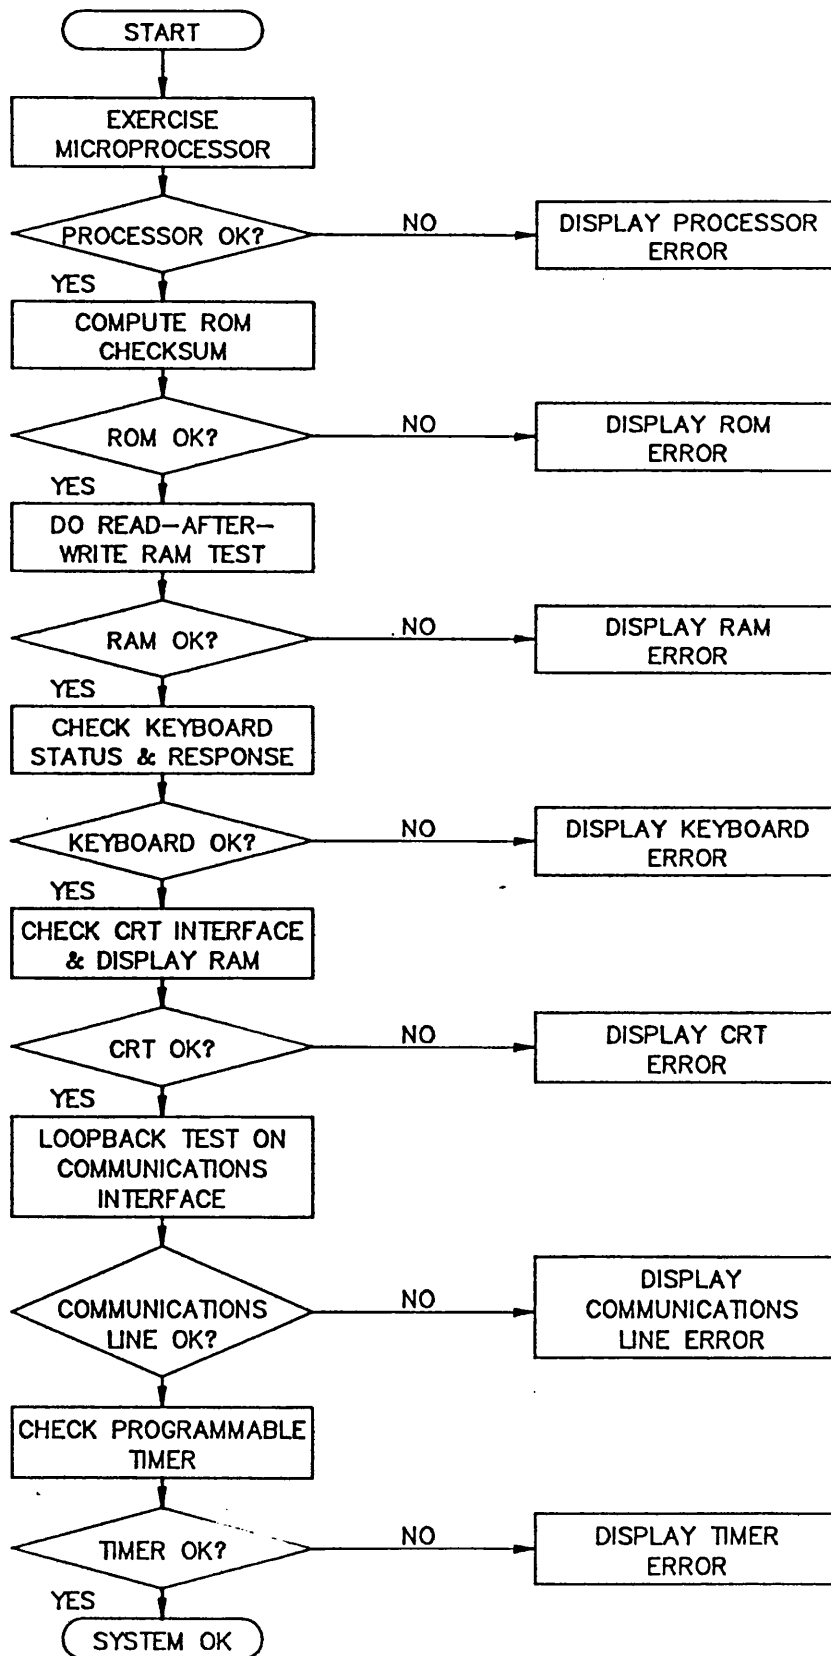 START
EXERCISE
MICROPROCESSOR
PROCESSOR OK?
NO
DISPLAY PROCESSOR
ERROR
YES
COMPUTE ROM
CHECKSUM
ROM OK?
NO
DISPLAY ROM
ERROR
YES
DO READ-AFTER-
WRITE RAM TEST
RAM OK?
NO
DISPLAY RAM
ERROR
YES
CHECK KEYBOARD
STATUS & RESPONSE
KEYBOARD OK?
NO
DISPLAY KEYBOARD
ERROR
YES
CHECK CRT INTERFACE
& DISPLAY RAM
CRT OK?
NO
DISPLAY CRT
ERROR
YES
LOOPBACK TEST ON
COMMUNICATIONS
INTERFACE
COMMUNICATIONS
LINE OK?
NO
DISPLAY
COMMUNICATIONS
LINE ERROR
CHECK PROGRAMMABLE
TIMER
TIMER OK?
NO
DISPLAY TIMER
ERROR
YES
SYSTEM OK